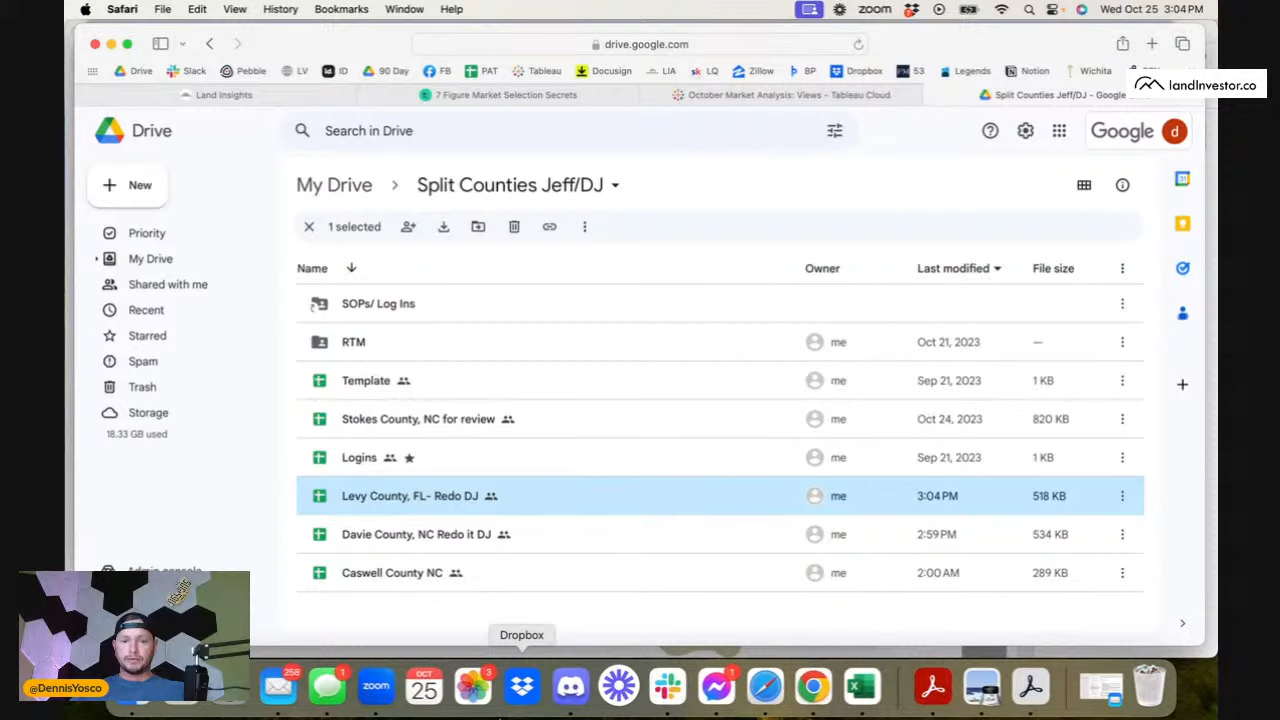 Safari File Edit View History Bookmarks Window Help zoom Wed Oct 25 3:04 PM
drive.google.com
Drive Slack Pebble LV ID 90 Day FB PAT Tableau Docusign LIA LQ Zillow BP Dropbox 53 Legends Notion Wichita
landInvestor.co
Land Insights 7 Figure Market Selection Secrets October Market Analysis: Views - Tableau Cloud Split Counties Jeff/DJ - Google
Drive Search in Drive Google d
New My Drive Split Counties Jeff/DJ
1 selected
Priority
My Drive
Shared with me
Recent
Starred
Spam
Trash
Storage
18.33 GB used
Name Owner Last modified File size
SOPs/ Log Ins
RTM me Oct 21, 2023 —
Template me Sep 21, 2023 1 KB
Stokes County, NC for review me Oct 24, 2023 820 KB
Logins me Sep 21, 2023 1 KB
Levy County, FL- Redo DJ me 3:04 PM 518 KB
Davie County, NC Redo it DJ me 2:59 PM 534 KB
Caswell County NC me 2:00 AM 289 KB
Dropbox
258 1 zoom OCT 25 3 1
@DennisYosco